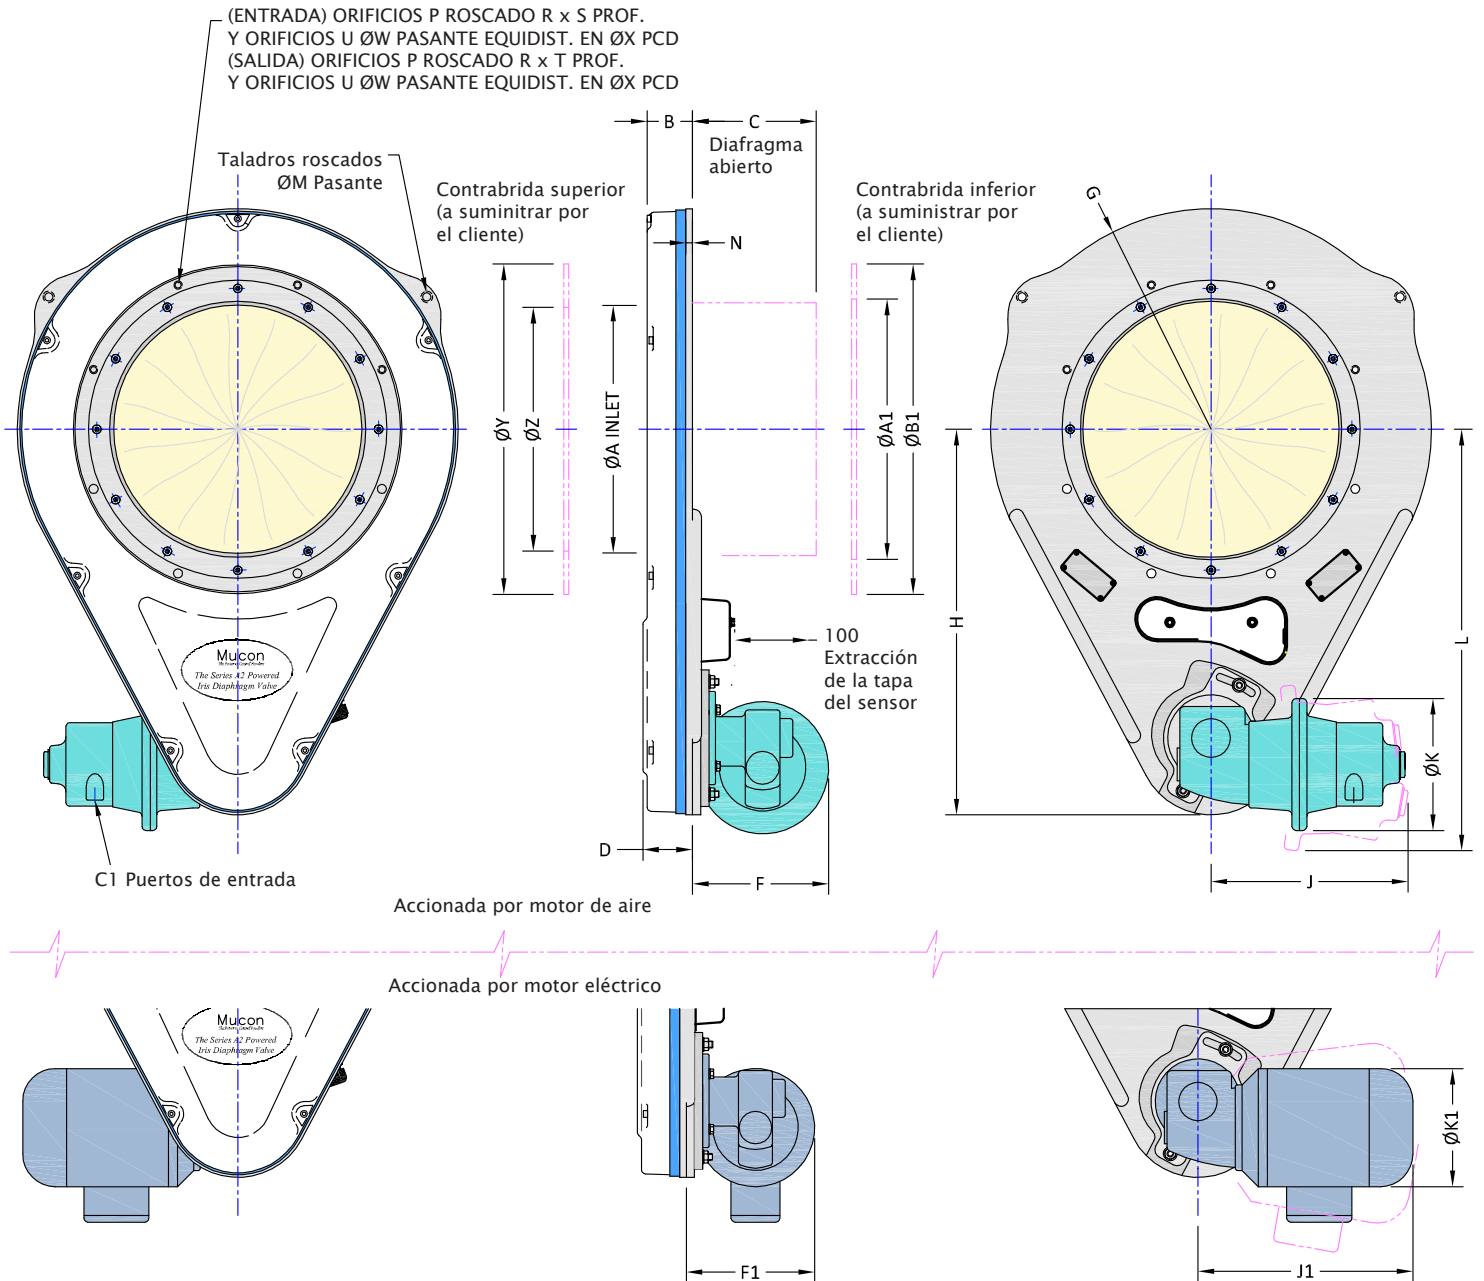 (ENTRADA) ORIFICIOS P ROSCADO R x S PROF.
Y ORIFICIOS U ØW PASANTE EQUIDIST. EN ØX PCD
(SALIDA) ORIFICIOS P ROSCADO R x T PROF.
Y ORIFICIOS U ØW PASANTE EQUIDIST. EN ØX PCD
Taladros roscados
ØM Pasante
B
C
Diafragma
abierto
Contrabrida superior
(a suminitrar por
el cliente)
Contrabrida inferior
(a suministrar por
el cliente)
G
N
ØY
ØZ
ØA INLET
ØA1
ØB1
H
L
Mucon
The Series A2 Powered
Iris Diaphragm Valve
100
Extracción
de la tapa
del sensor
ØK
D
F
J
C1 Puertos de entrada
Accionada por motor de aire
Accionada por motor eléctrico
Mucon
The Series A2 Powered
Iris Diaphragm Valve
ØK1
F1
J1